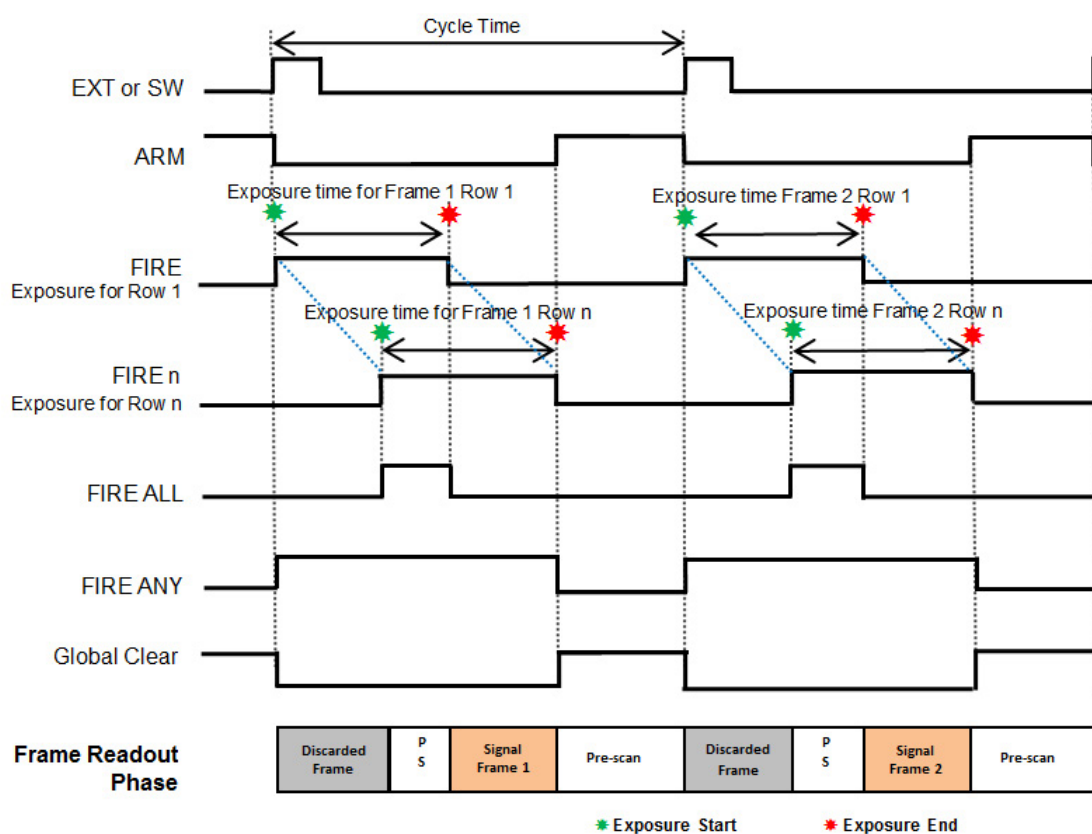 Cycle Time
EXT or SW
ARM
Exposure time for Frame 1 Row 1
Exposure time Frame 2 Row 1
FIRE
Exposure for Row 1
Exposure time for Frame 1 Row n
Exposure time Frame 2 Row n
FIRE n
Exposure for Row n
FIRE ALL
FIRE ANY
Global Clear
Frame Readout
Phase
Discarded
Frame
P
S
Signal
Frame 1
Pre-scan
Discarded
Frame
P
S
Signal
Frame 2
Pre-scan
Exposure Start
Exposure End